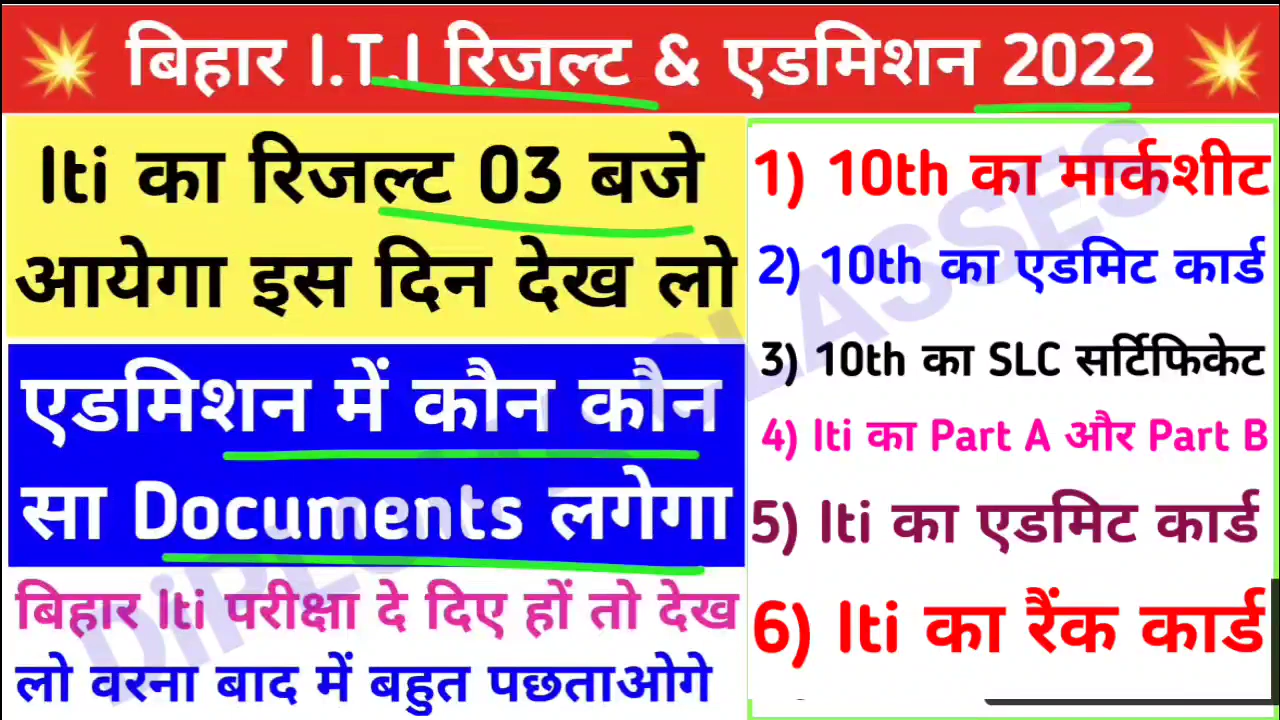 बिहार I.T.I रिजल्ट & एडमिशन 2022
Iti का रिजल्ट 03 बजे
आयेगा इस दिन देख लो
एडमिशन में कौन कौन
सा Documents लगेगा
बिहार Iti परीक्षा दे दिए हों तो देख
लो वरना बाद में बहुत पछताओगे
1) 10th का मार्कशीट
2) 10th का एडमिट कार्ड
3) 10th का SLC सर्टिफिकेट
4) Iti का Part A और Part B
5) Iti का एडमिट कार्ड
6) Iti का रैंक कार्ड
CLASSES